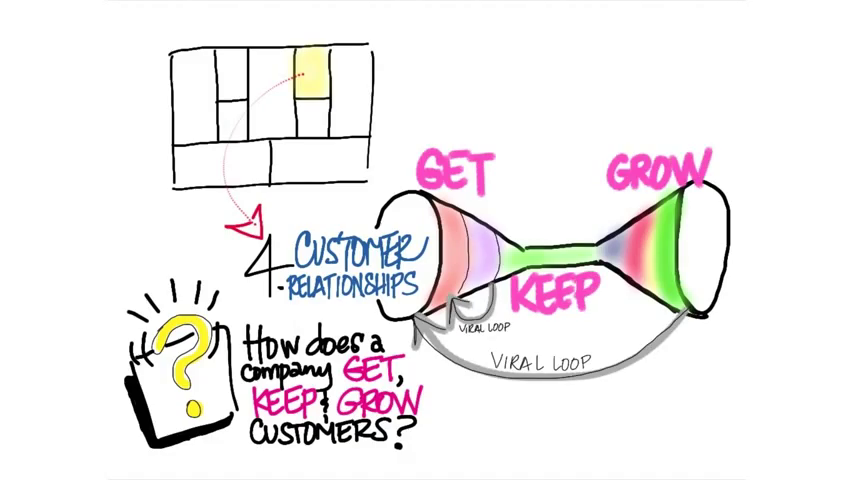 GET
GROW
4. CUSTOMER
RELATIONSHIPS
KEEP
VIRAL LOOP
VIRAL LOOP
?
HOW DOES A
COMPANY GET,
KEEP & GROW
CUSTOMERS?